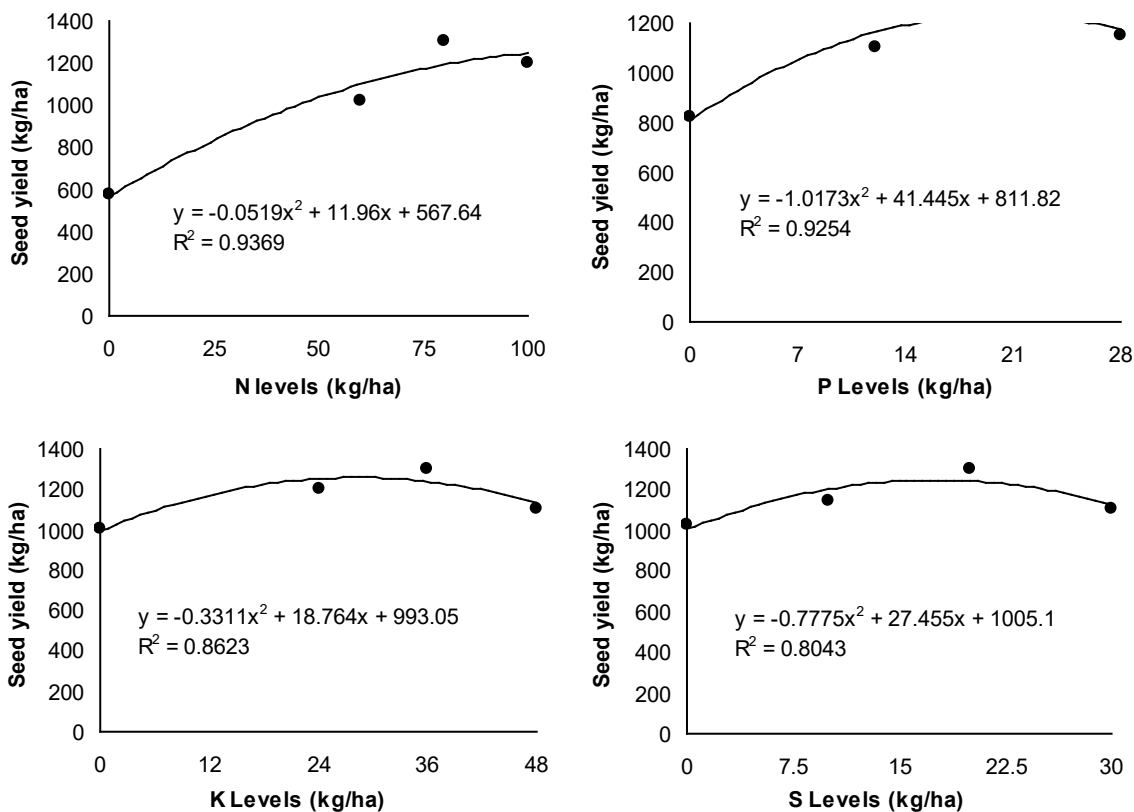 1400
1200
1000
800
600
400
200
0
Seed yield (kg/ha)
y = -0.0519x² + 11.96x + 567.64
R² = 0.9369
0 25 50 75 100
N levels (kg/ha)
1200
1000
800
600
400
200
0
Seed yield (kg/ha)
y = -1.0173x² + 41.445x + 811.82
R² = 0.9254
0 7 14 21 28
P Levels (kg/ha)
1400
1200
1000
800
600
400
200
0
Seed yield (kg/ha)
y = -0.3311x² + 18.764x + 993.05
R² = 0.8623
0 12 24 36 48
K Levels (kg/ha)
1400
1200
1000
800
600
400
200
0
Seed yield (kg/ha)
y = -0.7775x² + 27.455x + 1005.1
R² = 0.8043
0 7.5 15 22.5 30
S Levels (kg/ha)